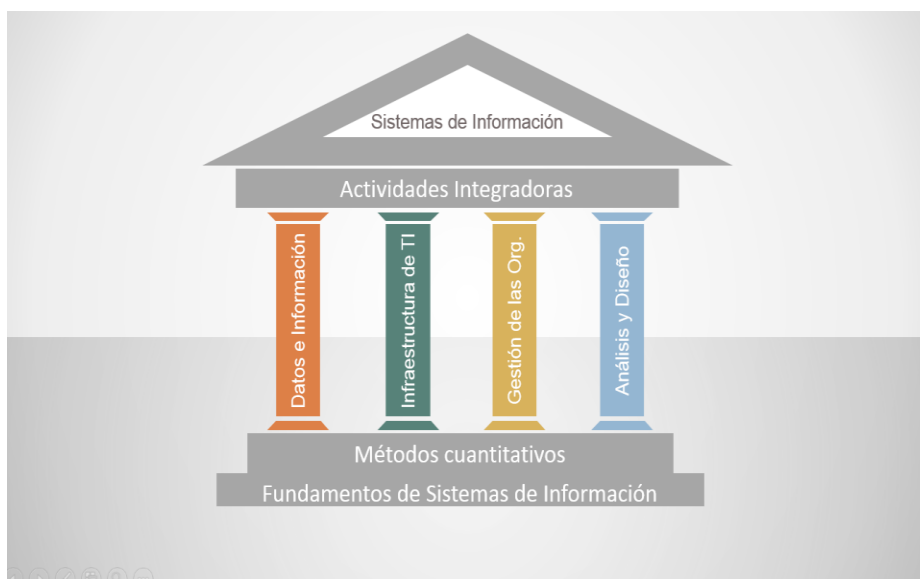 Sistemas de Información
Actividades Integradoras
Datos e Información
Infraestructura de TI
Gestión de las Org.
Análisis y Diseño
Métodos cuantitativos
Fundamentos de Sistemas de Información